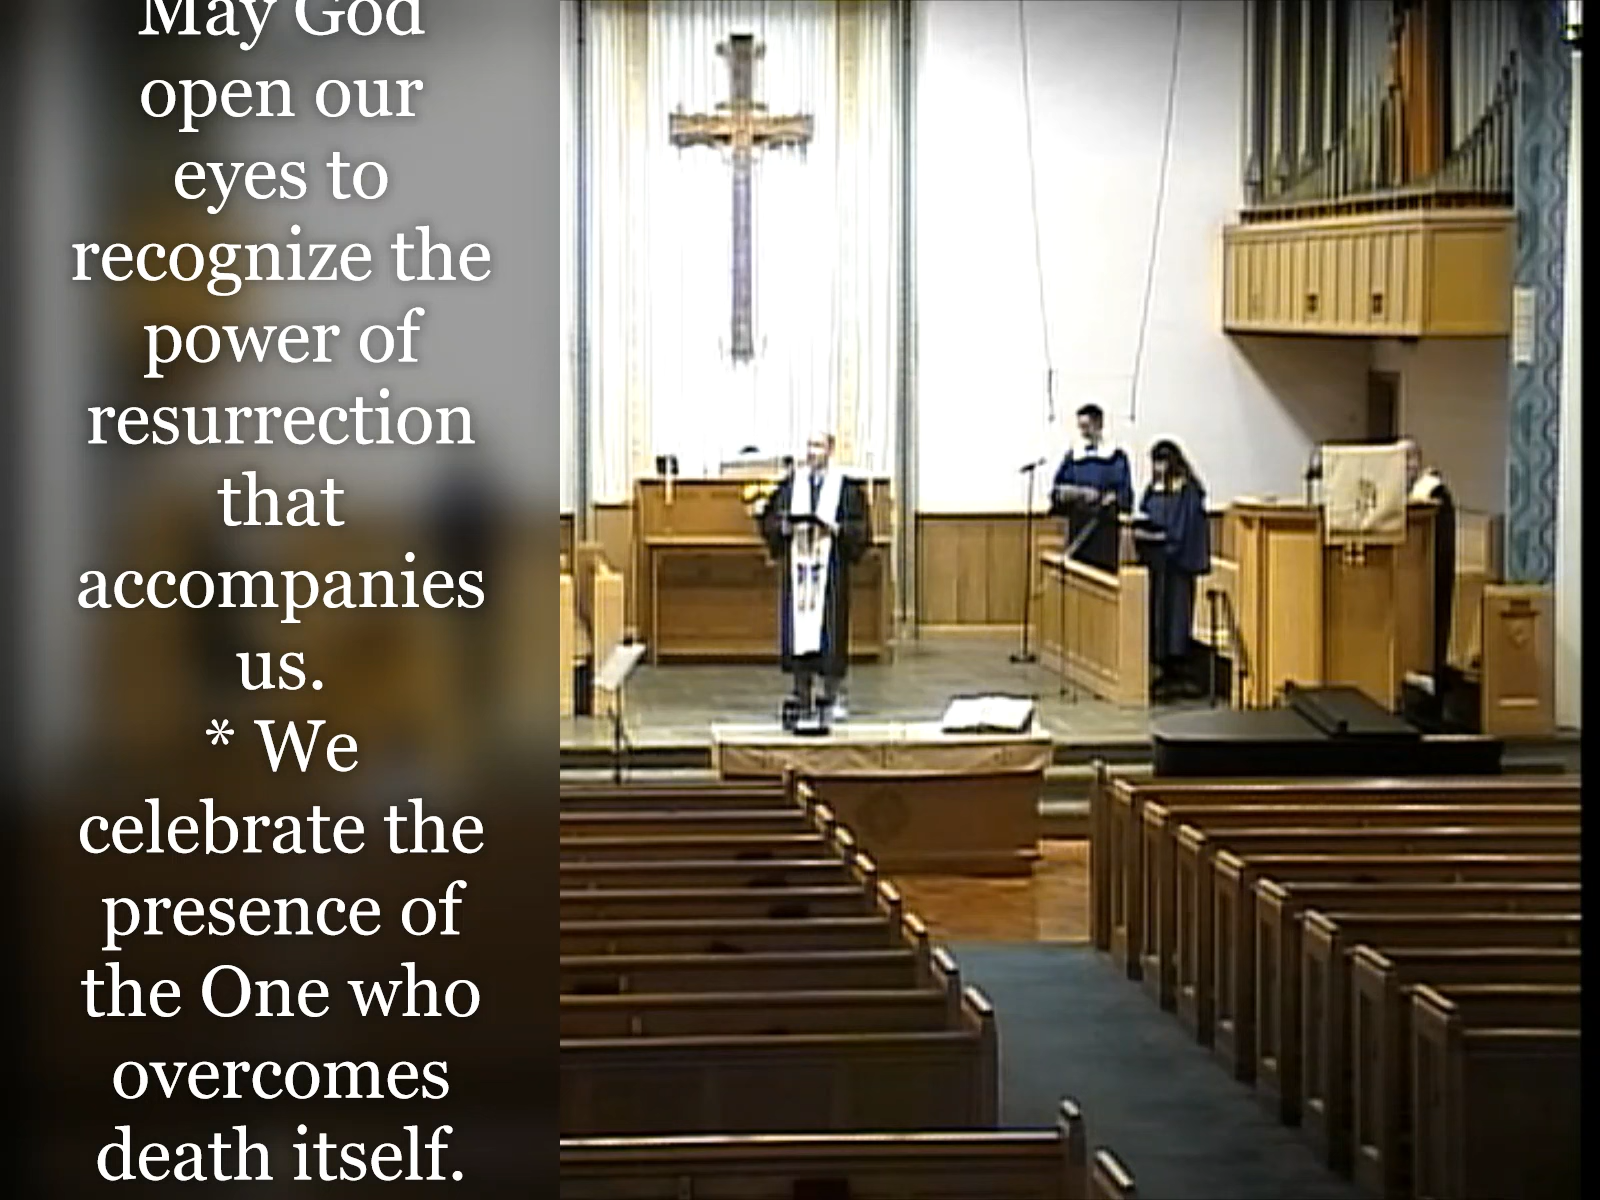 May God
open our
eyes to
recognize the
power of
resurrection
that
accompanies
us.
* We
celebrate the
presence of
the One who
overcomes
death itself.